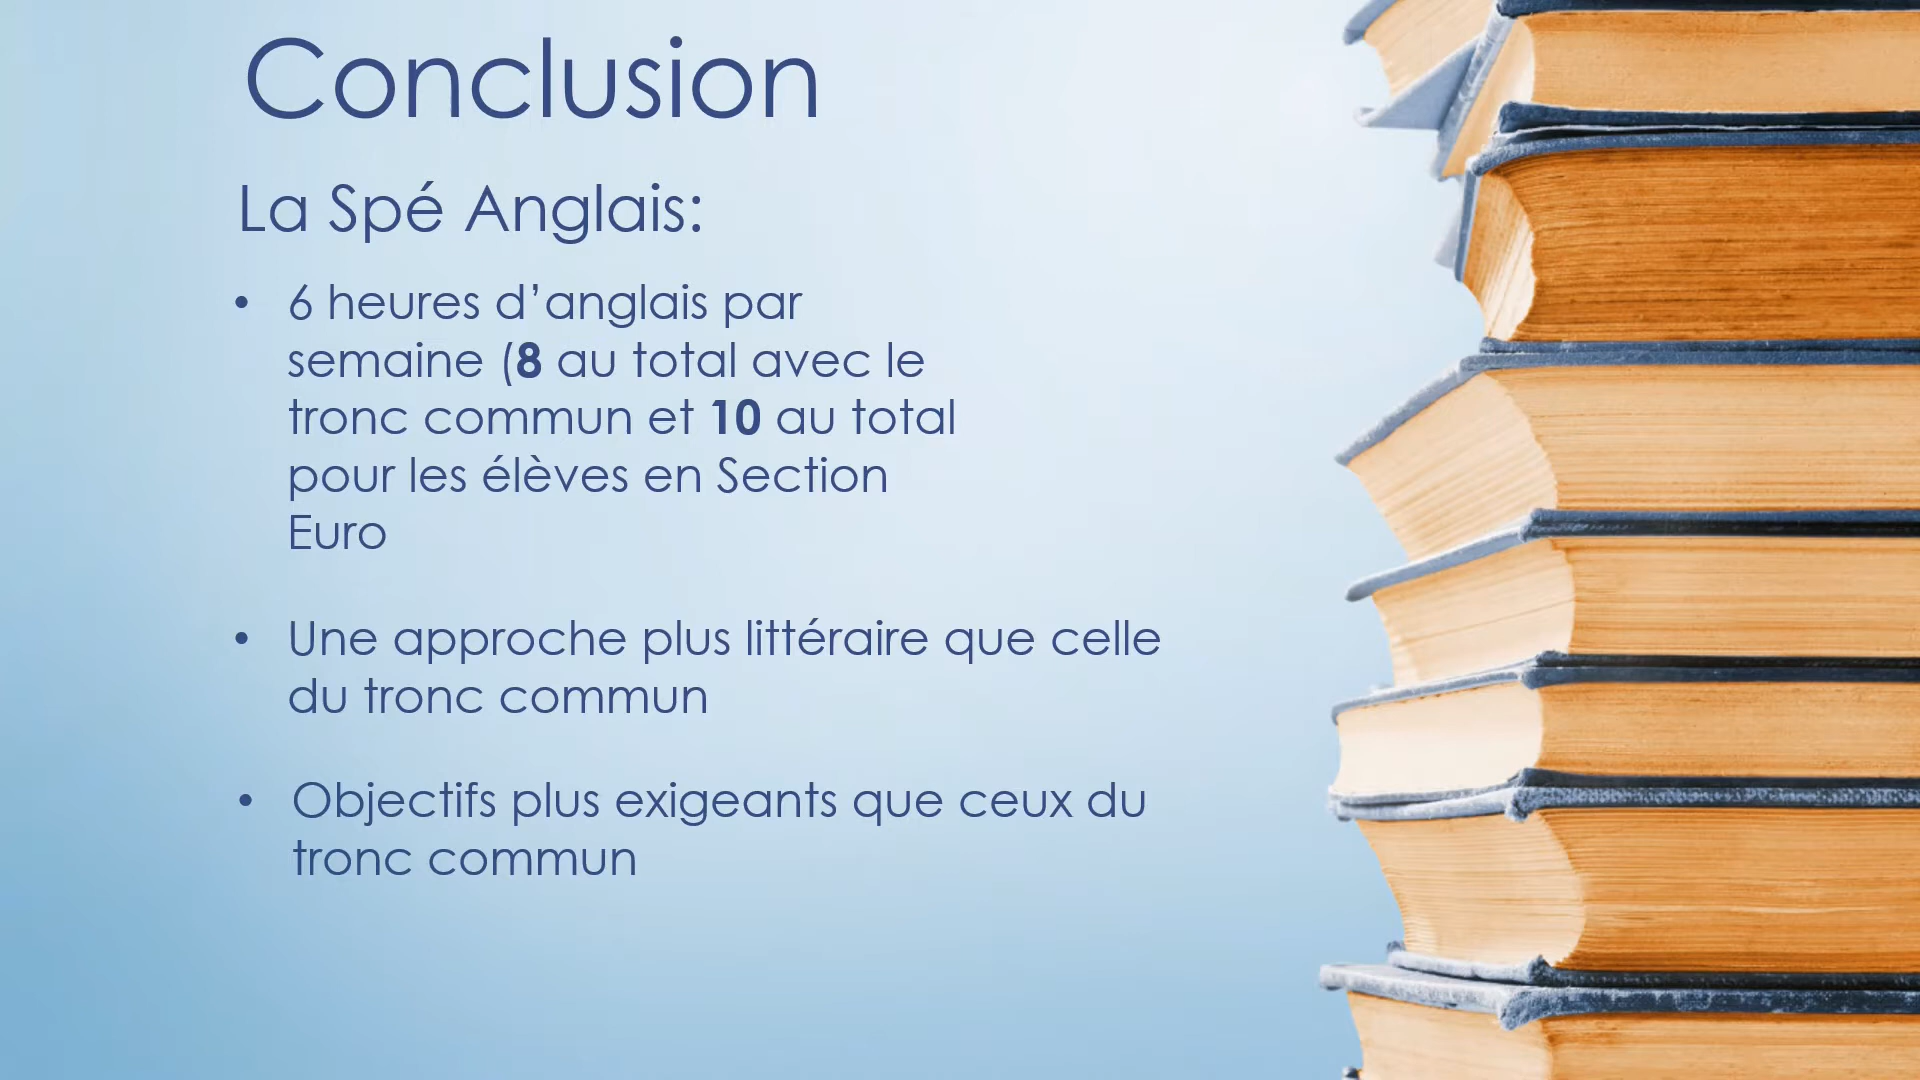 Conclusion
La Spé Anglais:
• 6 heures d’anglais par
semaine (8 au total avec le
tronc commun et 10 au total
pour les élèves en Section
Euro
• Une approche plus littéraire que celle
du tronc commun
• Objectifs plus exigeants que ceux du
tronc commun